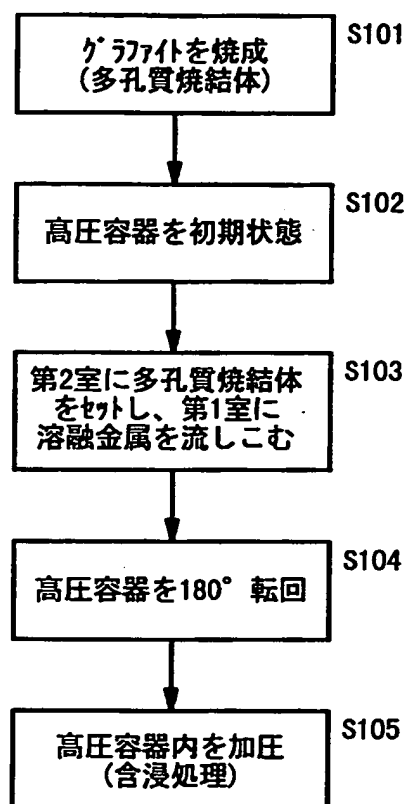 グラファイトを焼成
(多孔質焼結体)
S101
高圧容器を初期状態
S102
第2室に多孔質焼結体
をセットし、第1室に
溶融金属を流しこむ
S103
高圧容器を180°転回
S104
高圧容器内を加圧
(含浸処理)
S105